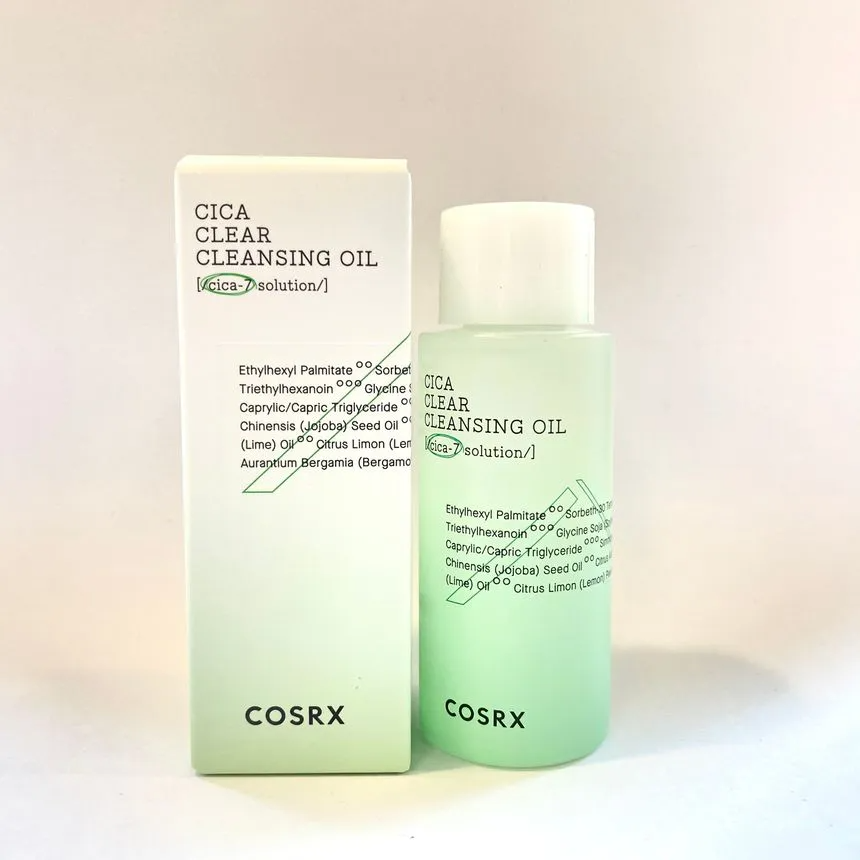 CICA
CLEAR
CLEANSING OIL
[/cica-7 solution/]
Ethylhexyl Palmitate °°
Triethylhexanoin °°° Glycine
Caprylic/Capric Triglyceride
Chinensis (Jojoba) Seed Oil
(Lime) Oil °° Citrus Limon
Aurantium Bergamia
COSRX
CICA
CLEAR
CLEANSING OIL
[/cica-7 solution/]
Ethylhexyl Palmitate °° Sorbeth-30
Triethylhexanoin °°° Glycine Soja
Caprylic/Capric Triglyceride °°°
Chinensis (Jojoba) Seed Oil °° Citrus
(Lime) Oil °° Citrus Limon (Lemon)
COSRX